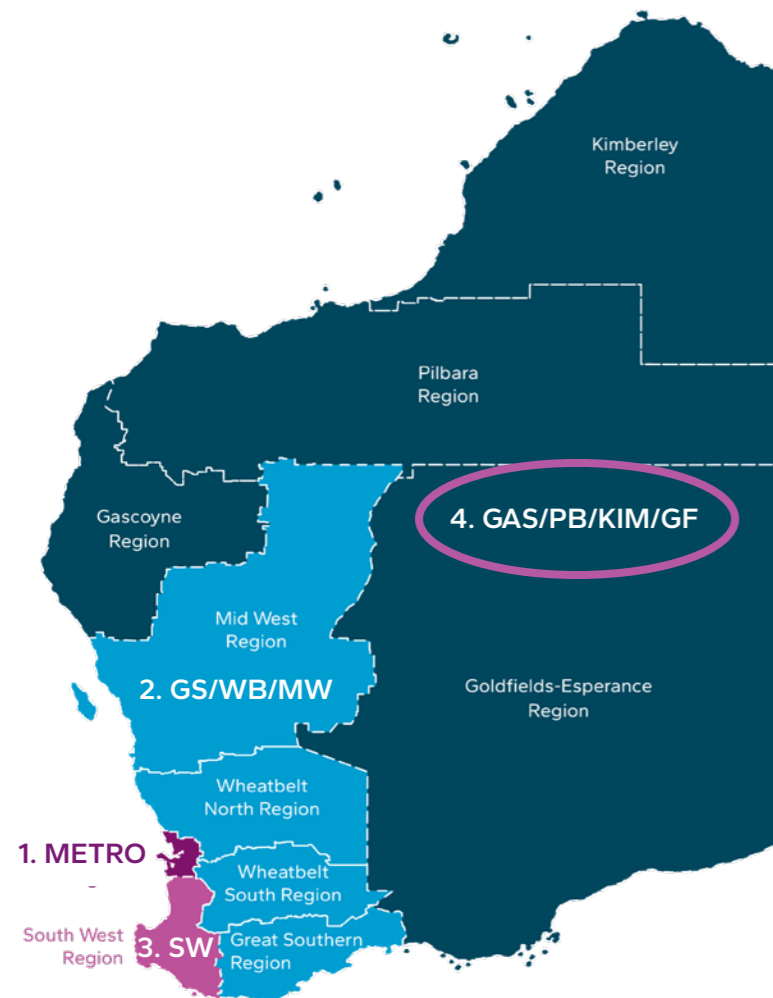 Kimberley
Region
Pilbara
Region
4. GAS/PB/KIM/GF
Gascoyne
Region
Mid West
Region
2. GS/WB/MW
Goldfields-Esperance
Region
Wheatbelt
North Region
1. METRO
Wheatbelt
South Region
South West
Region
3. SW
Great Southern
Region